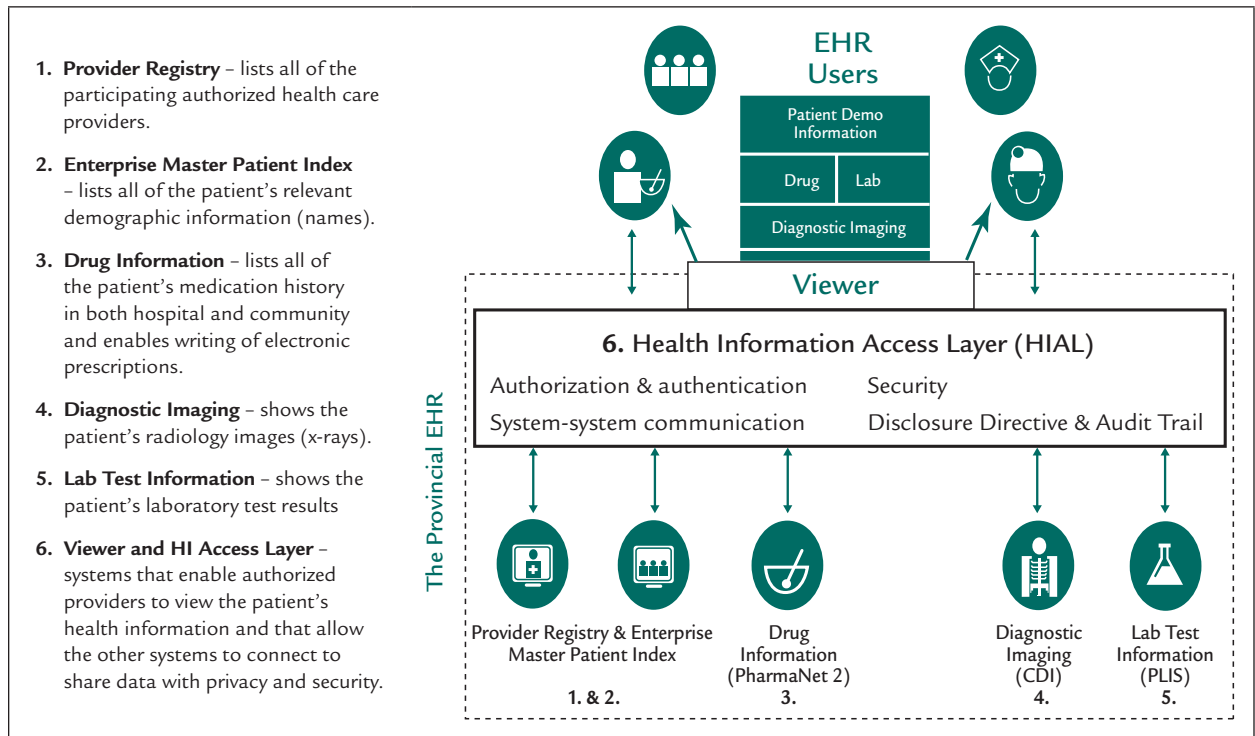 1. Provider Registry – lists all of the
participating authorized health care
providers.
2. Enterprise Master Patient Index
– lists all of the patient’s relevant
demographic information (names).
3. Drug Information – lists all of
the patient’s medication history
in both hospital and community
and enables writing of electronic
prescriptions.
4. Diagnostic Imaging – shows the
patient’s radiology images (x-rays).
5. Lab Test Information – shows the
patient’s laboratory test results
6. Viewer and HI Access Layer –
systems that enable authorized
providers to view the patient’s
health information and that allow
the other systems to connect to
share data with privacy and security.
EHR
Users
Patient Demo
Information
Drug
Lab
Diagnostic Imaging
Viewer
6. Health Information Access Layer (HIAL)
Authorization & authentication
Security
System-system communication
Disclosure Directive & Audit Trail
The Provincial EHR
Provider Registry & Enterprise
Master Patient Index
1. & 2.
Drug
Information
(PharmaNet 2)
3.
Diagnostic
Imaging
(CDI)
4.
Lab Test
Information
(PLIS)
5.